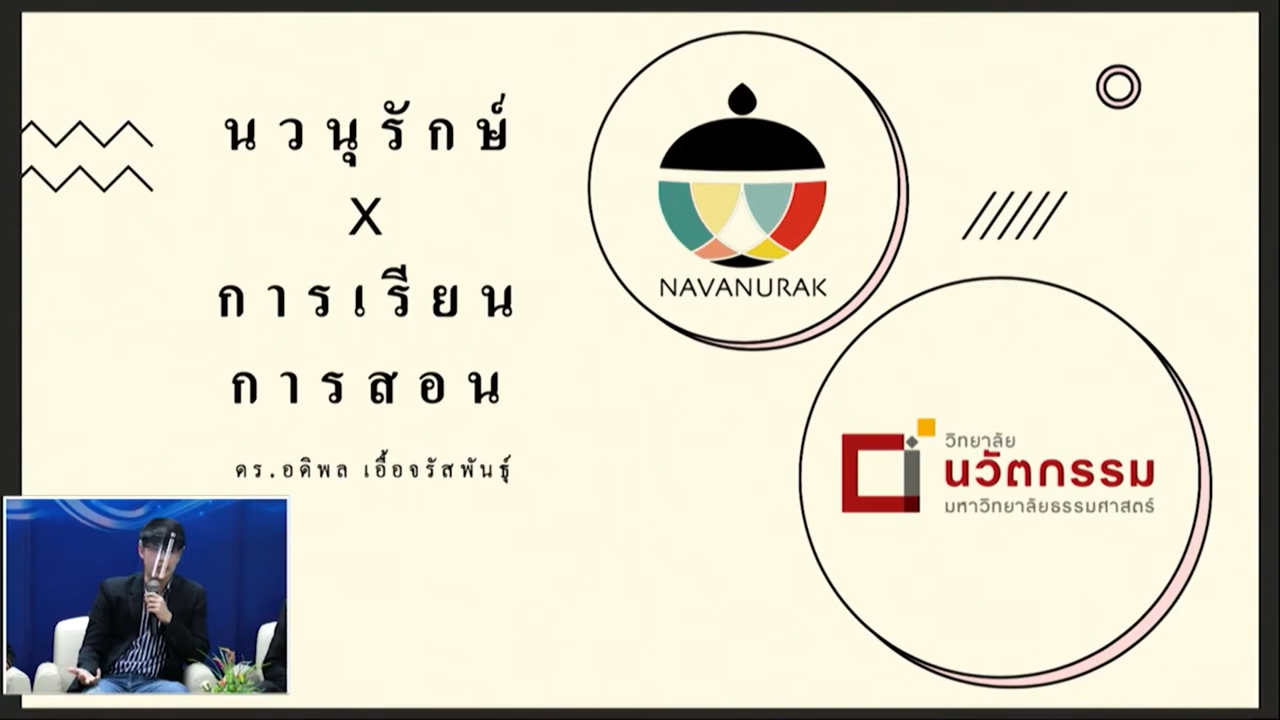 นวนุรักษ์
X
การเรียน
การสอน
ดร.อดิพล เอื้อจรัสพันธุ์
NAVANURAK
วิทยาลัย
นวัตกรรม
มหาวิทยาลัยธรรมศาสตร์